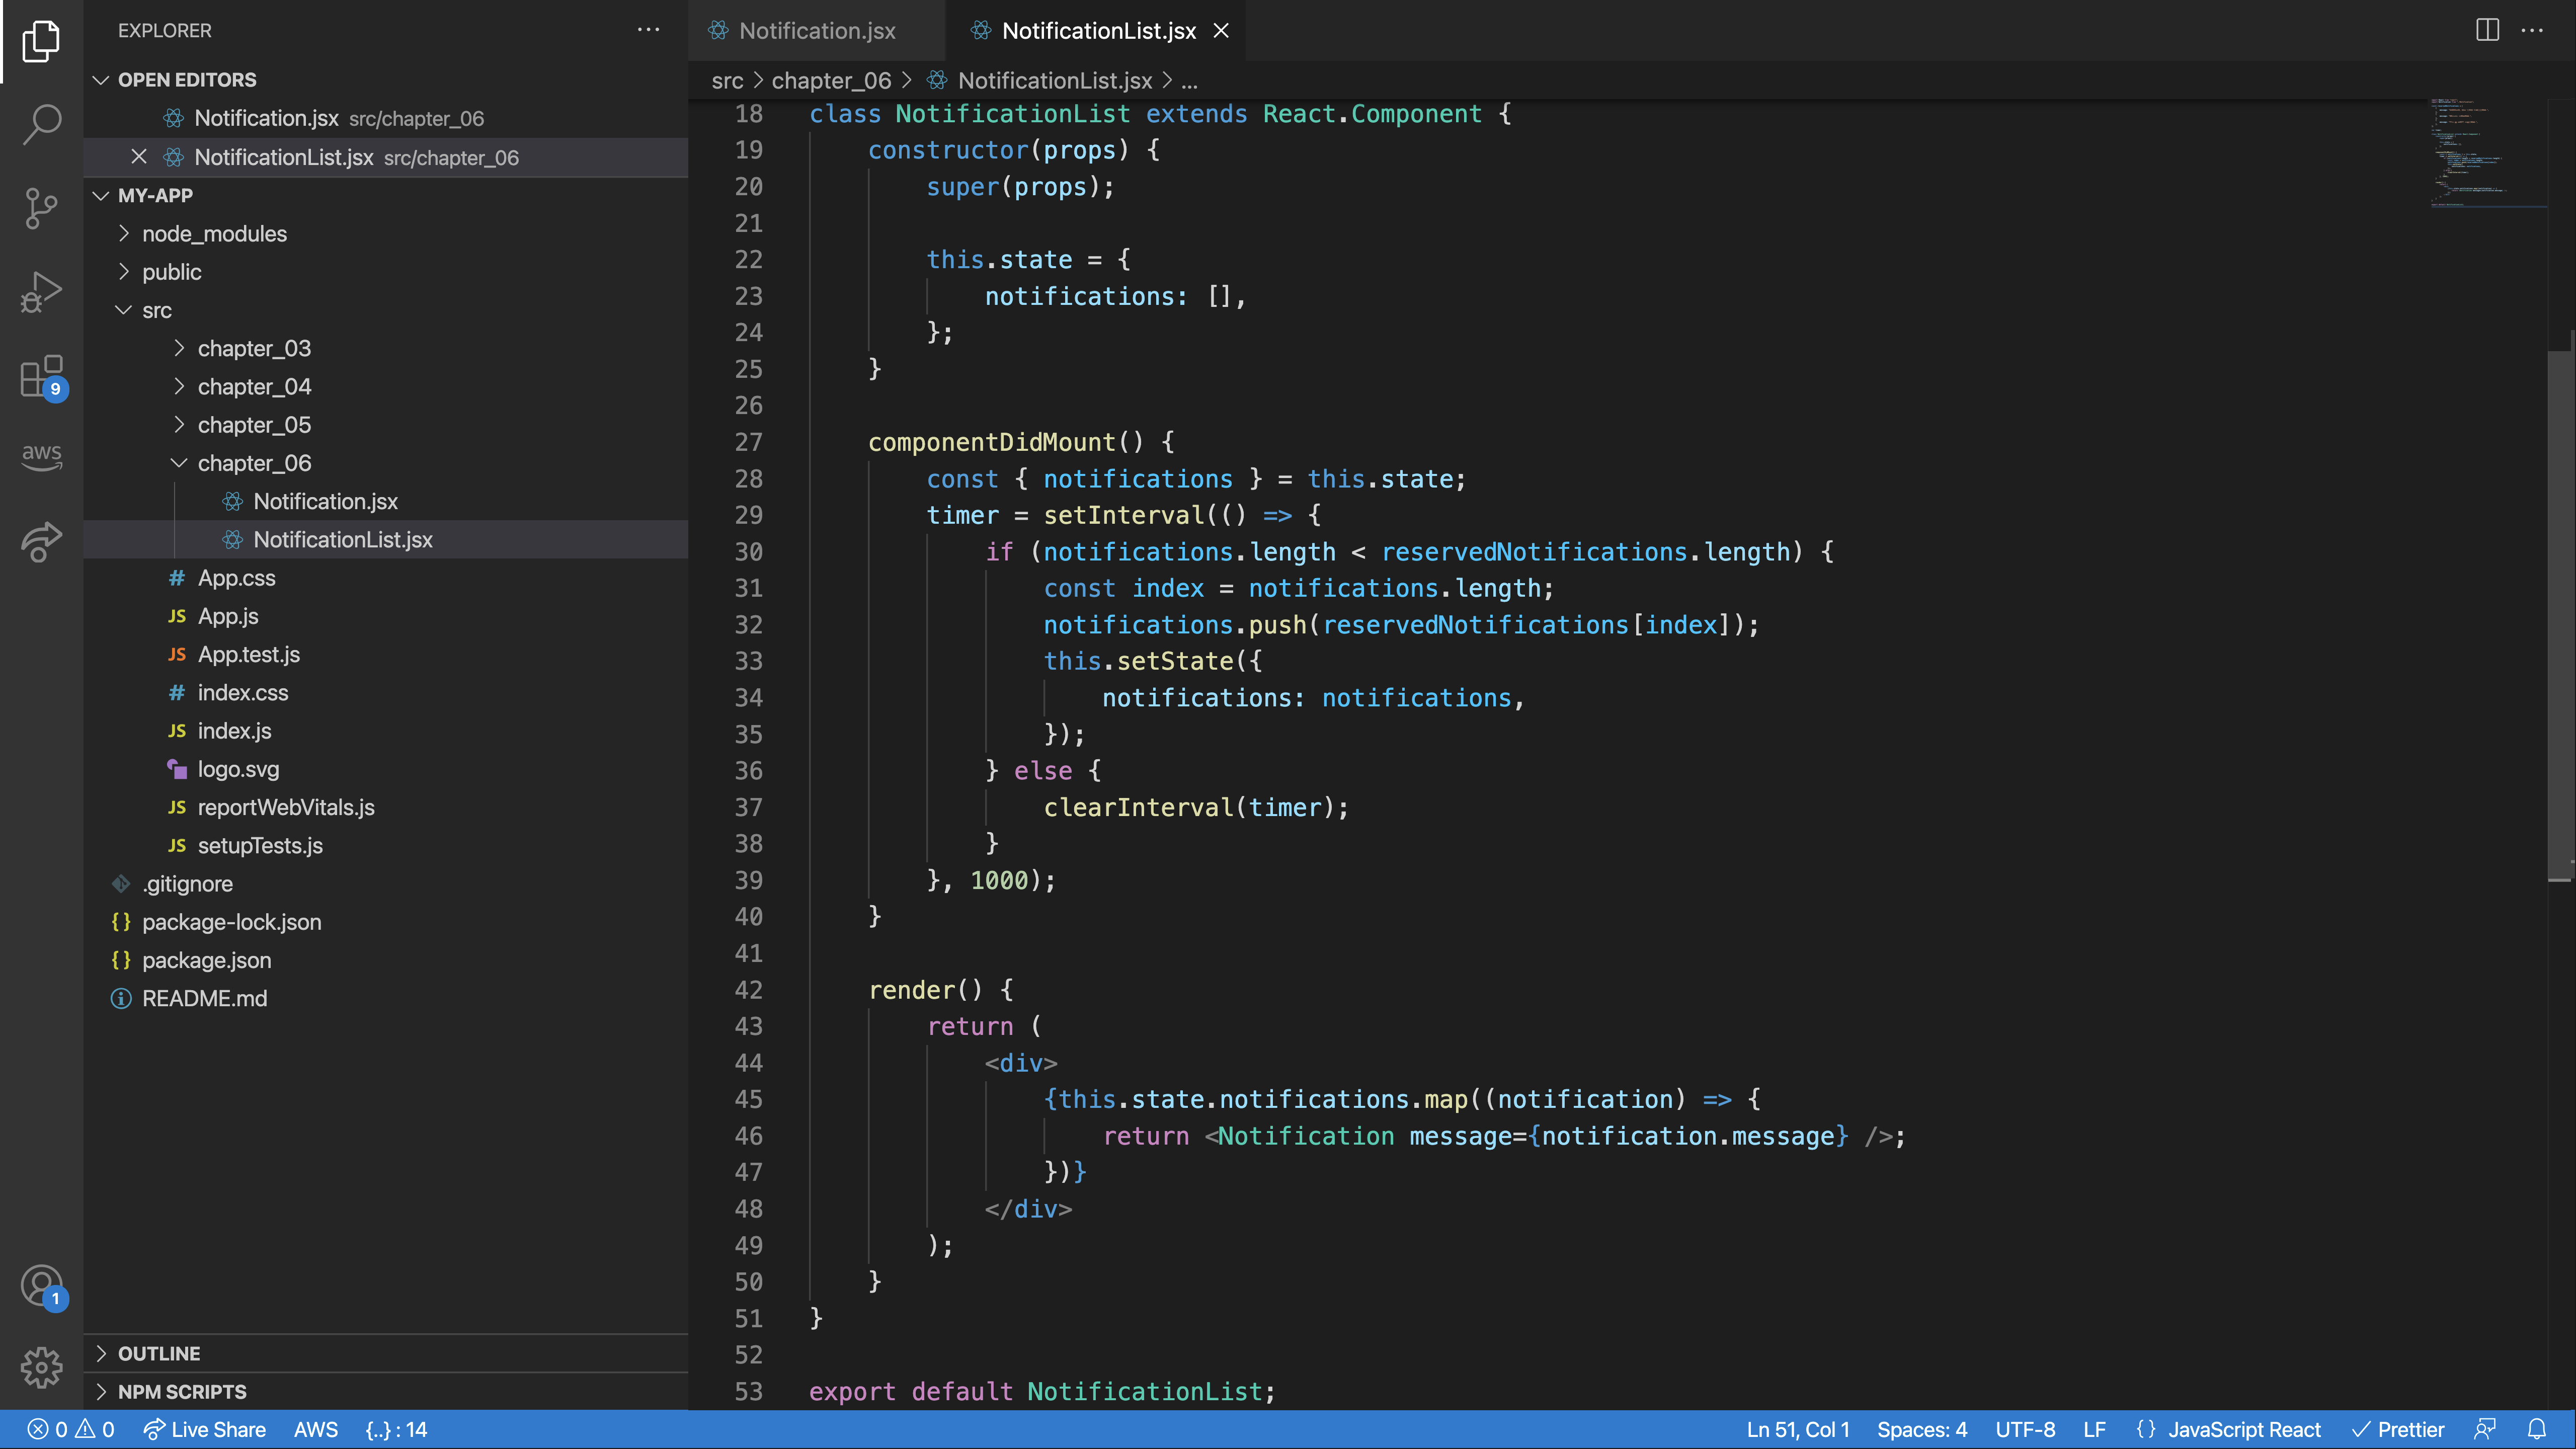 EXPLORER
OPEN EDITORS
Notification.jsx src/chapter_06
NotificationList.jsx src/chapter_06
MY-APP
node_modules
public
src
chapter_03
chapter_04
chapter_05
chapter_06
Notification.jsx
NotificationList.jsx
# App.css
JS App.js
JS App.test.js
# index.css
JS index.js
logo.svg
JS reportWebVitals.js
JS setupTests.js
.gitignore
{} package-lock.json
{} package.json
README.md
OUTLINE
NPM SCRIPTS
9
aws
1
Notification.jsx NotificationList.jsx
src > chapter_06 > NotificationList.jsx > ...
18 class NotificationList extends React.Component {
19 constructor(props) {
20 super(props);
21
22 this.state = {
23 notifications: [],
24 };
25 }
26
27 componentDidMount() {
28 const { notifications } = this.state;
29 timer = setInterval(() => {
30 if (notifications.length < reservedNotifications.length) {
31 const index = notifications.length;
32 notifications.push(reservedNotifications[index]);
33 this.setState({
34 notifications: notifications,
35 });
36 } else {
37 clearInterval(timer);
38 }
39 }, 1000);
40 }
41
42 render() {
43 return (
44 <div>
45 {this.state.notifications.map((notification) => {
46 return <Notification message={notification.message} />;
47 })}
48 </div>
49 );
50 }
51 }
52
53 export default NotificationList;
0 0 Live Share AWS {..} : 14 Ln 51, Col 1 Spaces: 4 UTF-8 LF {} JavaScript React Prettier